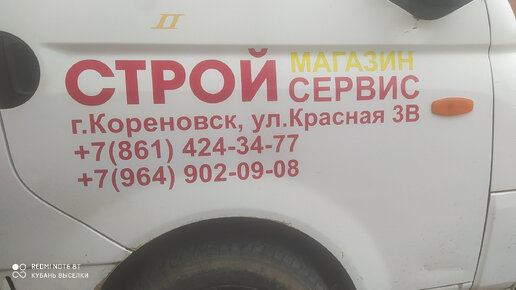 II
МАГАЗИН
СТРОЙ СЕРВИС
г.Кореновск, ул.Красная 3В
+7(861) 424-34-77
+7(964) 902-09-08
REDMI NOTE 8T
КУБАНЬ ВЫСЕЛКИ